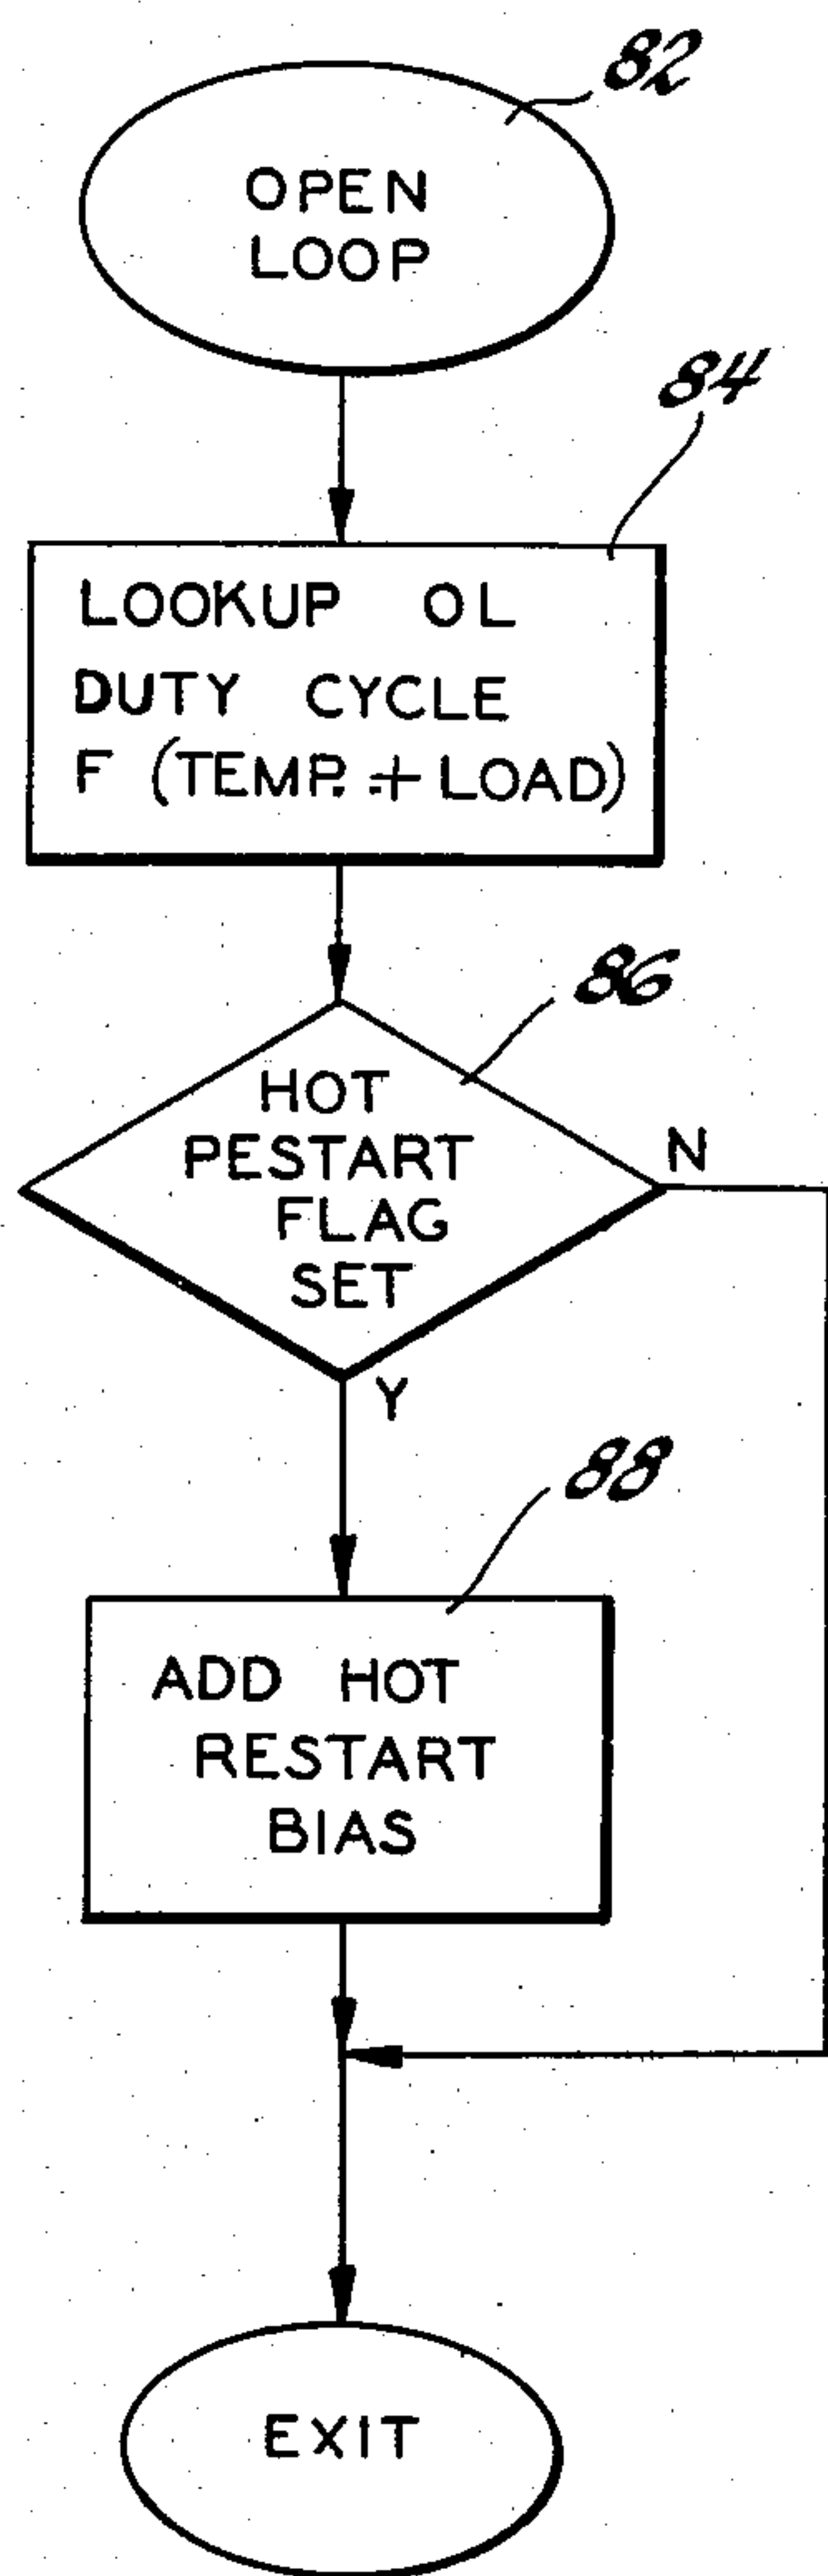 82
OPEN
LOOP
84
LOOKUP OL
DUTY CYCLE
F (TEMP. + LOAD)
86
HOT
PESTART
FLAG
SET
N
Y
88
ADD HOT
RESTART
BIAS
EXIT